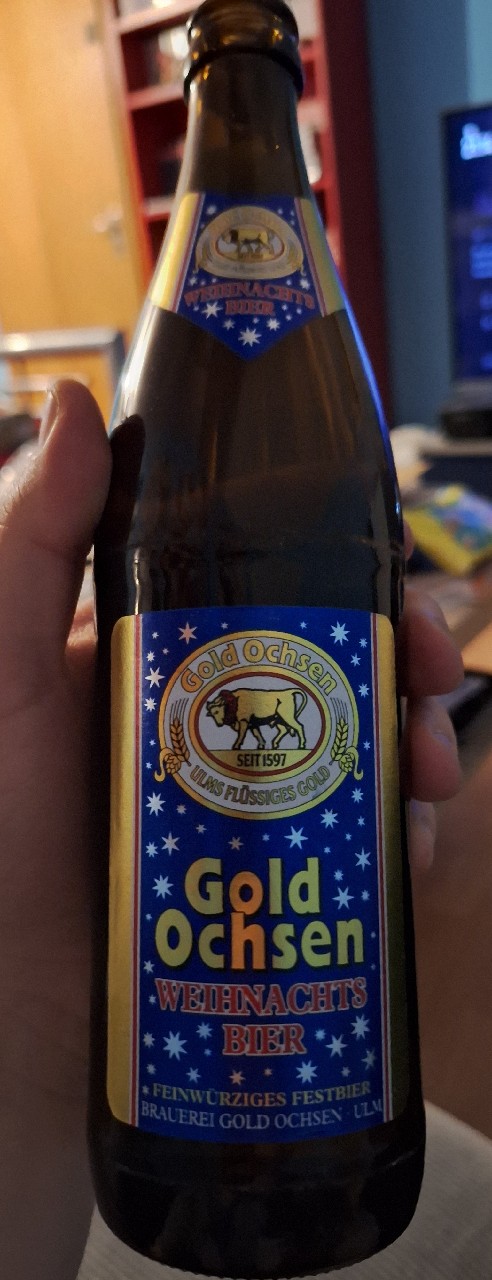 WEIHNACHTS
BIER
Gold Ochsen
SEIT 1597
ULMS FLÜSSIGES GOLD
Gold
Ochsen
WEIHNACHTS
BIER
FEINWÜRZIGES FESTBIER
BRAUEREI GOLD OCHSEN · ULM